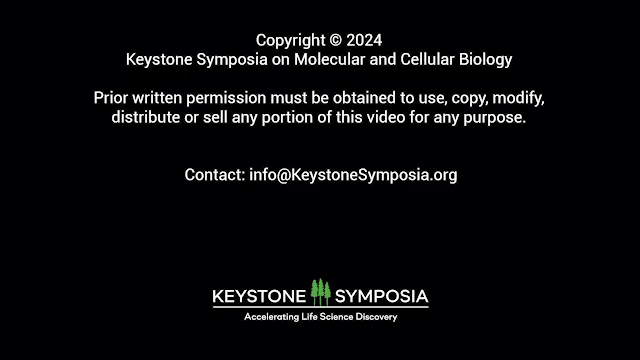 Copyright © 2024
Keystone Symposia on Molecular and Cellular Biology
Prior written permission must be obtained to use, copy, modify,
distribute or sell any portion of this video for any purpose.
Contact: info@KeystoneSymposia.org
KEYSTONE SYMPOSIA
Accelerating Life Science Discovery